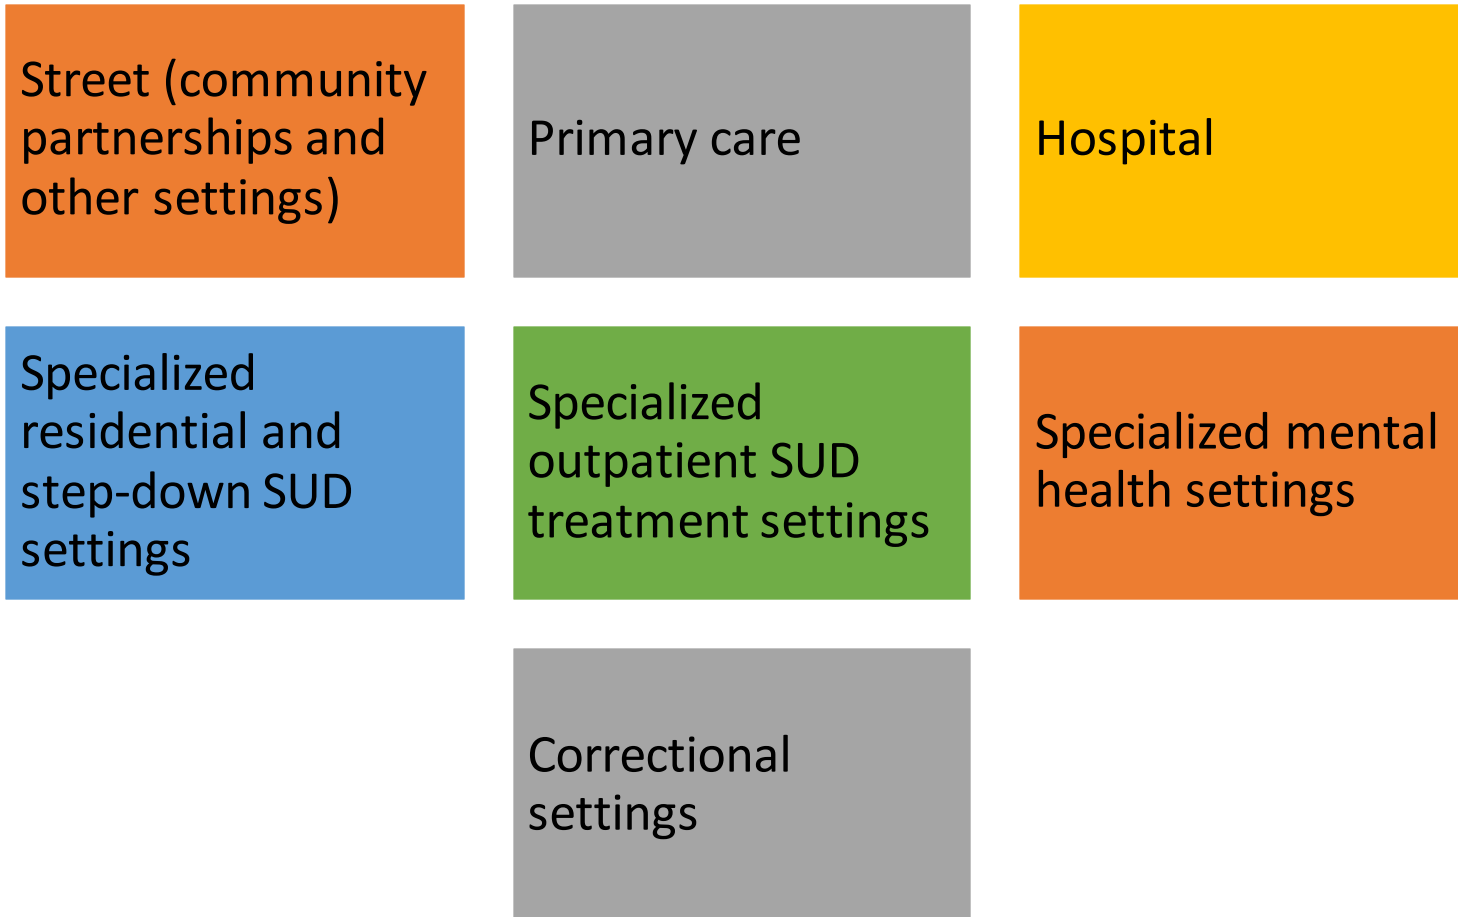 Street (community
partnerships and
other settings)
Primary care
Hospital
Specialized
residential and
step-down SUD
settings
Specialized
outpatient SUD
treatment settings
Specialized mental
health settings
Correctional
settings